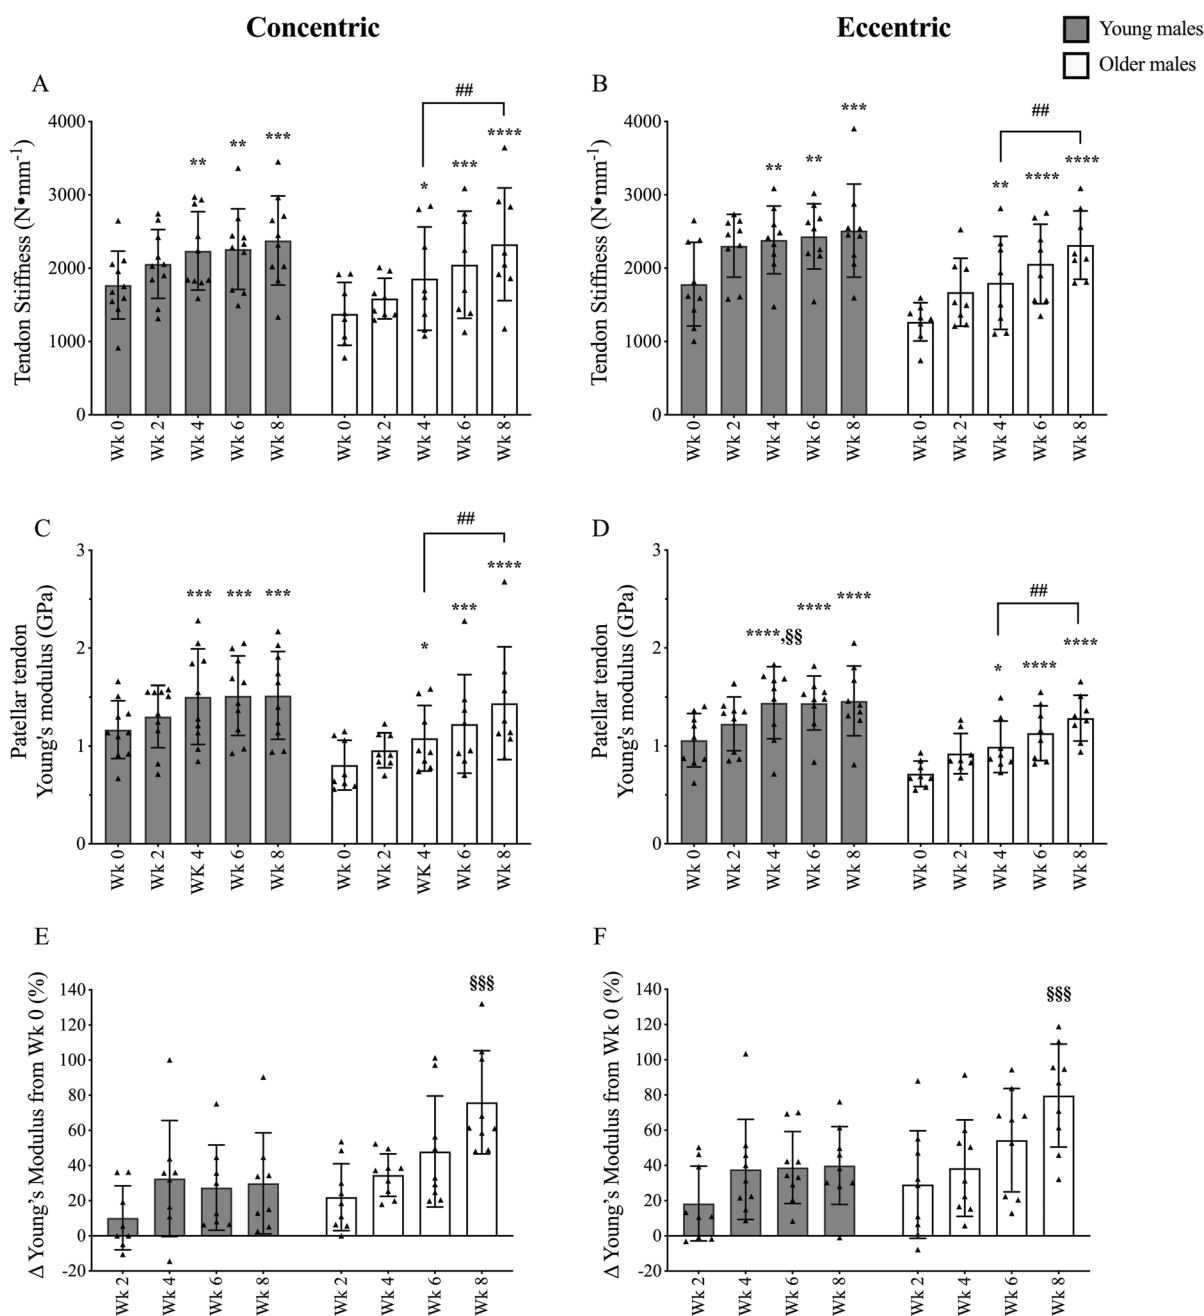 Concentric
Eccentric
Young males
Older males
A
Tendon Stiffness (N•mm-1)
4000
3000
2000
1000
0
** ** ***
* *** ****
##
Wk 0 Wk 2 Wk 4 Wk 6 Wk 8 Wk 0 Wk 2 Wk 4 Wk 6 Wk 8
B
Tendon Stiffness (N•mm-1)
4000
3000
2000
1000
0
** ** ***
** **** ****
##
Wk 0 Wk 2 Wk 4 Wk 6 Wk 8 Wk 0 Wk 2 Wk 4 Wk 6 Wk 8
C
Patellar tendon
Young's modulus (GPa)
3
2
1
0
*** *** ***
* *** ****
##
Wk 0 Wk 2 WK 4 Wk 6 Wk 8 Wk 0 Wk 2 WK 4 Wk 6 Wk 8
D
Patellar tendon
Young's modulus (GPa)
3
2
1
0
****,§§ **** ****
* **** ****
##
Wk 0 Wk 2 Wk 4 Wk 6 Wk 8 Wk 0 Wk 2 Wk 4 Wk 6 Wk 8
E
Δ Young's Modulus from Wk 0 (%)
140
120
100
80
60
40
20
0
-20
§§§
Wk 2 Wk 4 Wk 6 Wk 8 Wk 2 Wk 4 Wk 6 Wk 8
F
Δ Young's Modulus from Wk 0 (%)
140
120
100
80
60
40
20
0
-20
§§§
Wk 2 Wk 4 Wk 6 Wk 8 Wk 2 Wk 4 Wk 6 Wk 8